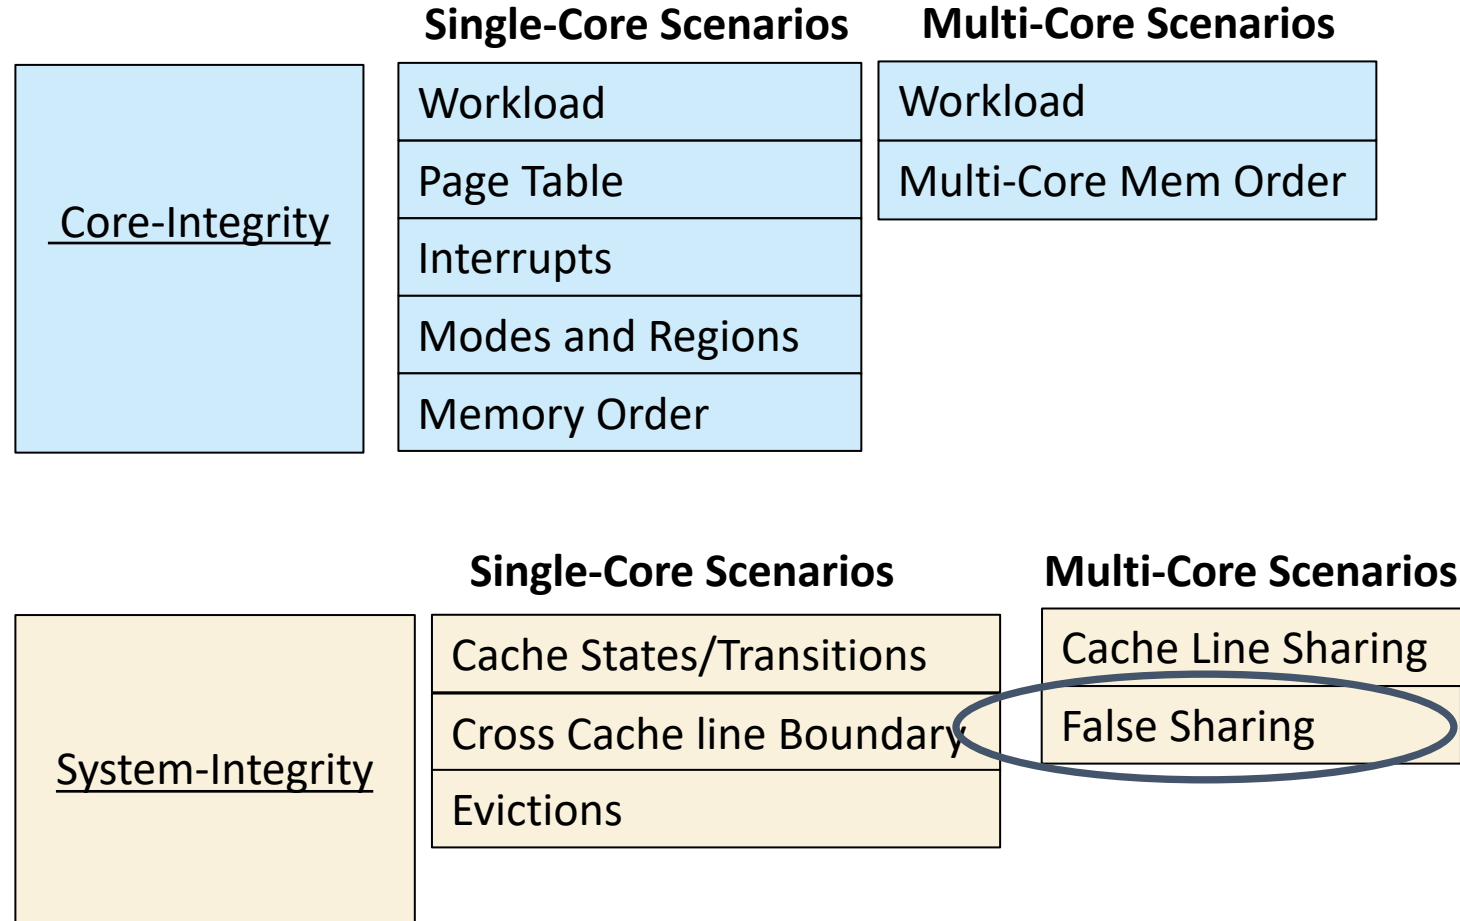 Single-Core Scenarios
Multi-Core Scenarios
Core-Integrity
Workload
Page Table
Interrupts
Modes and Regions
Memory Order
Workload
Multi-Core Mem Order
Single-Core Scenarios
Multi-Core Scenarios
System-Integrity
Cache States/Transitions
Cross Cache line Boundary
Evictions
Cache Line Sharing
False Sharing